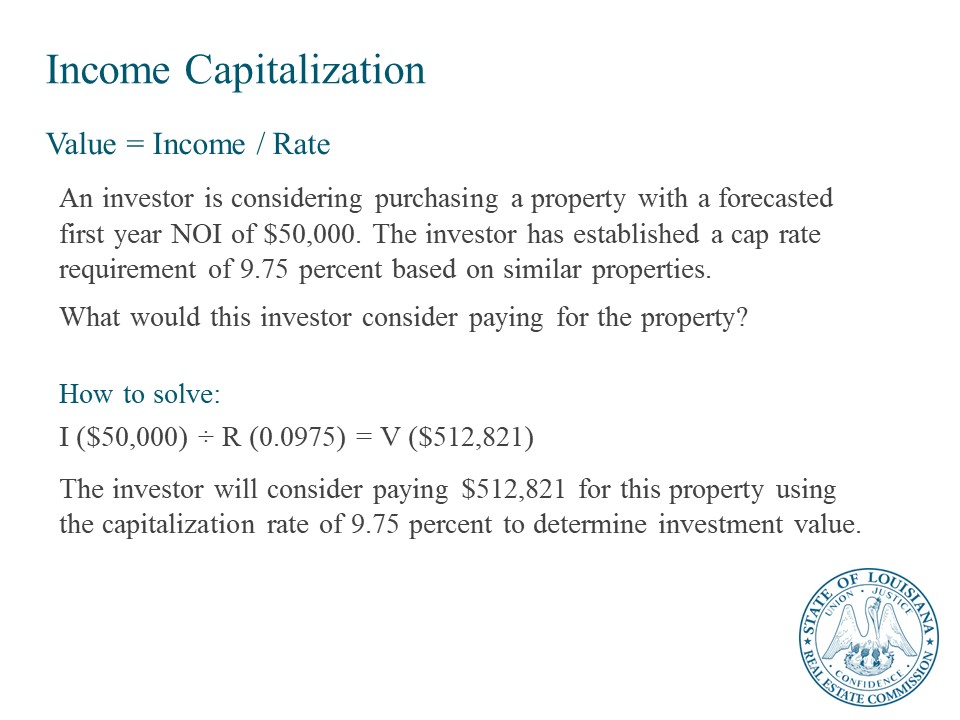 Income Capitalization
Value = Income / Rate
An investor is considering purchasing a property with a forecasted
first year NOI of $50,000. The investor has established a cap rate
requirement of 9.75 percent based on similar properties.
What would this investor consider paying for the property?
How to solve:
I ($50,000) ÷ R (0.0975) = V ($512,821)
The investor will consider paying $512,821 for this property using
the capitalization rate of 9.75 percent to determine investment value.
STATE OF LOUISIANA
UNION · JUSTICE
CONFIDENCE
REAL ESTATE COMMISSION